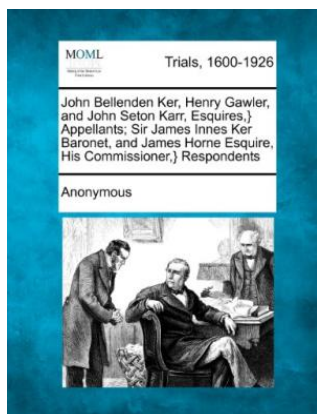 MOML
Trials, 1600-1926
John Bellenden Ker, Henry Gawler,
and John Seton Karr, Esquires,}
Appellants; Sir James Innes Ker
Baronet, and James Horne Esquire,
His Commissioner,} Respondents
Anonymous